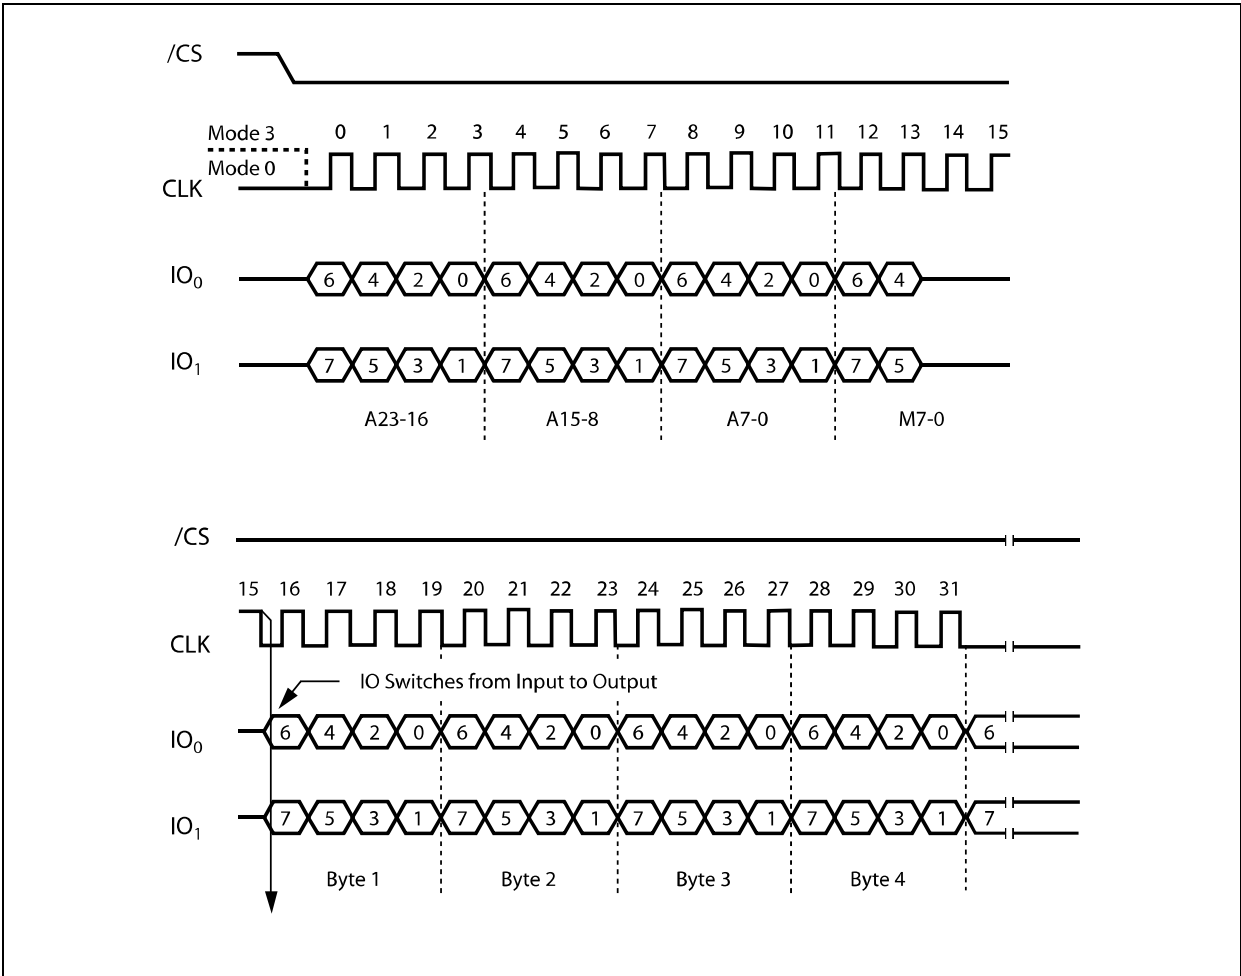 /CS
Mode 3
0 1 2 3 4 5 6 7 8 9 10 11 12 13 14 15
Mode 0
CLK
IO0 6 4 2 0 6 4 2 0 6 4 2 0 6 4
IO1 7 5 3 1 7 5 3 1 7 5 3 1 7 5
A23-16 A15-8 A7-0 M7-0
/CS
15 16 17 18 19 20 21 22 23 24 25 26 27 28 29 30 31
CLK
IO Switches from Input to Output
IO0 6 4 2 0 6 4 2 0 6 4 2 0 6 4 2 0 6
IO1 7 5 3 1 7 5 3 1 7 5 3 1 7 5 3 1 7
Byte 1 Byte 2 Byte 3 Byte 4